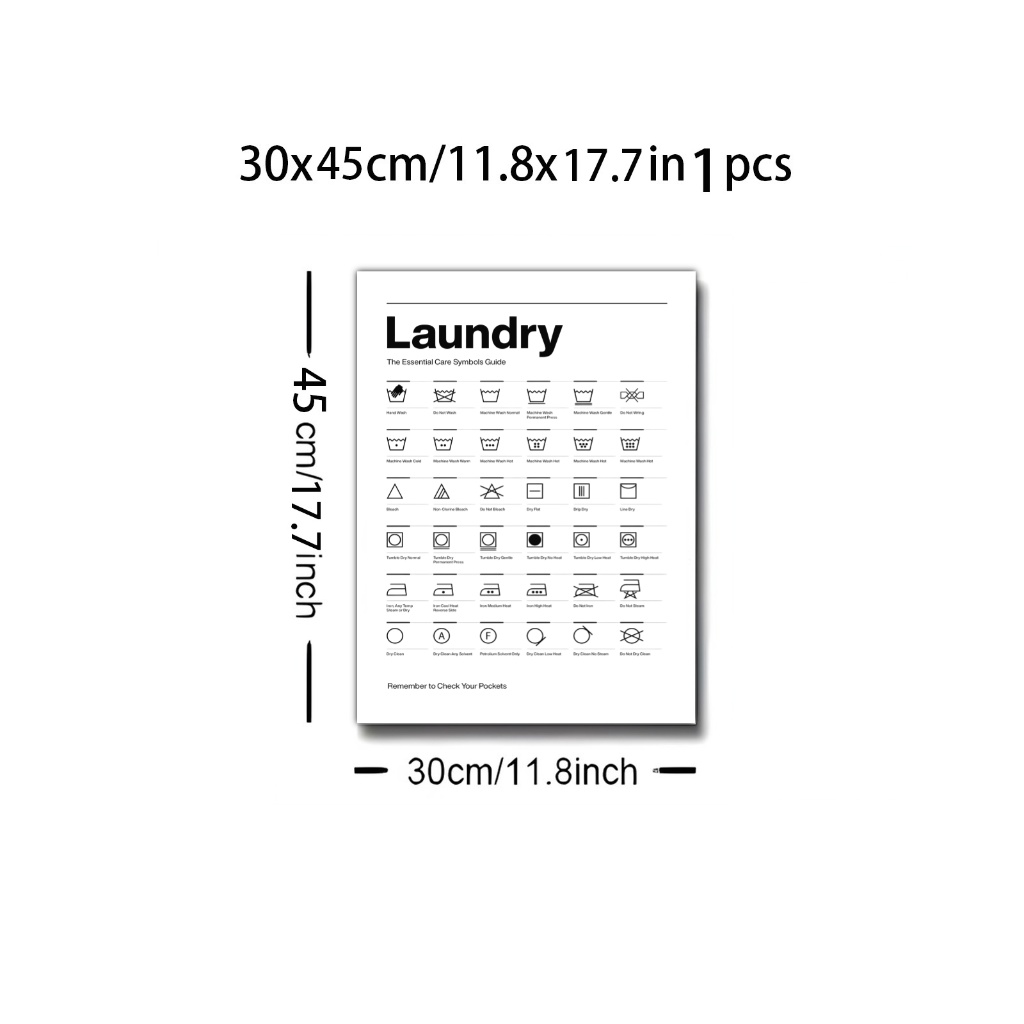 30x45cm/11.8x17.7in 1 pcs
45 cm/17.7inch
Laundry
The Essential Care Symbols Guide
Hand Wash
Do Not Wash
Machine Wash Normal
Machine Wash
Permanent Press
Machine Wash Gentle
Do Not Wring
Machine Wash Cold
Machine Wash Warm
Machine Wash Hot
Machine Wash Hot
Machine Wash Hot
Machine Wash Hot
Bleach
Non-Chlorine Bleach
Do Not Bleach
Dry Flat
Drip Dry
Line Dry
Tumble Dry Normal
Tumble Dry
Permanent Press
Tumble Dry Gentle
Tumble Dry No Heat
Tumble Dry Low Heat
Tumble Dry High Heat
Iron Any Temp
Steam or Dry
Iron Cool Heat
Reverse Side
Iron Medium Heat
Iron High Heat
Do Not Iron
Do Not Steam
A
F
Dry Clean
Dry Clean Any Solvent
Petroleum Solvent Only
Dry Clean Low Heat
Dry Clean No Steam
Do Not Dry Clean
Remember to Check Your Pockets
30cm/11.8inch